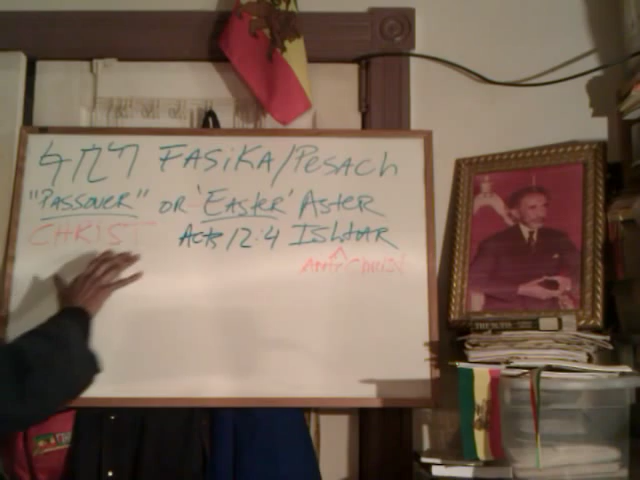 ፋሲካ FASiKA/PESACH
"PASSOVER" OR 'EASTER' ASTER
CHRIST ACTS 12:4 ISHTAR
ANTi CHRiST